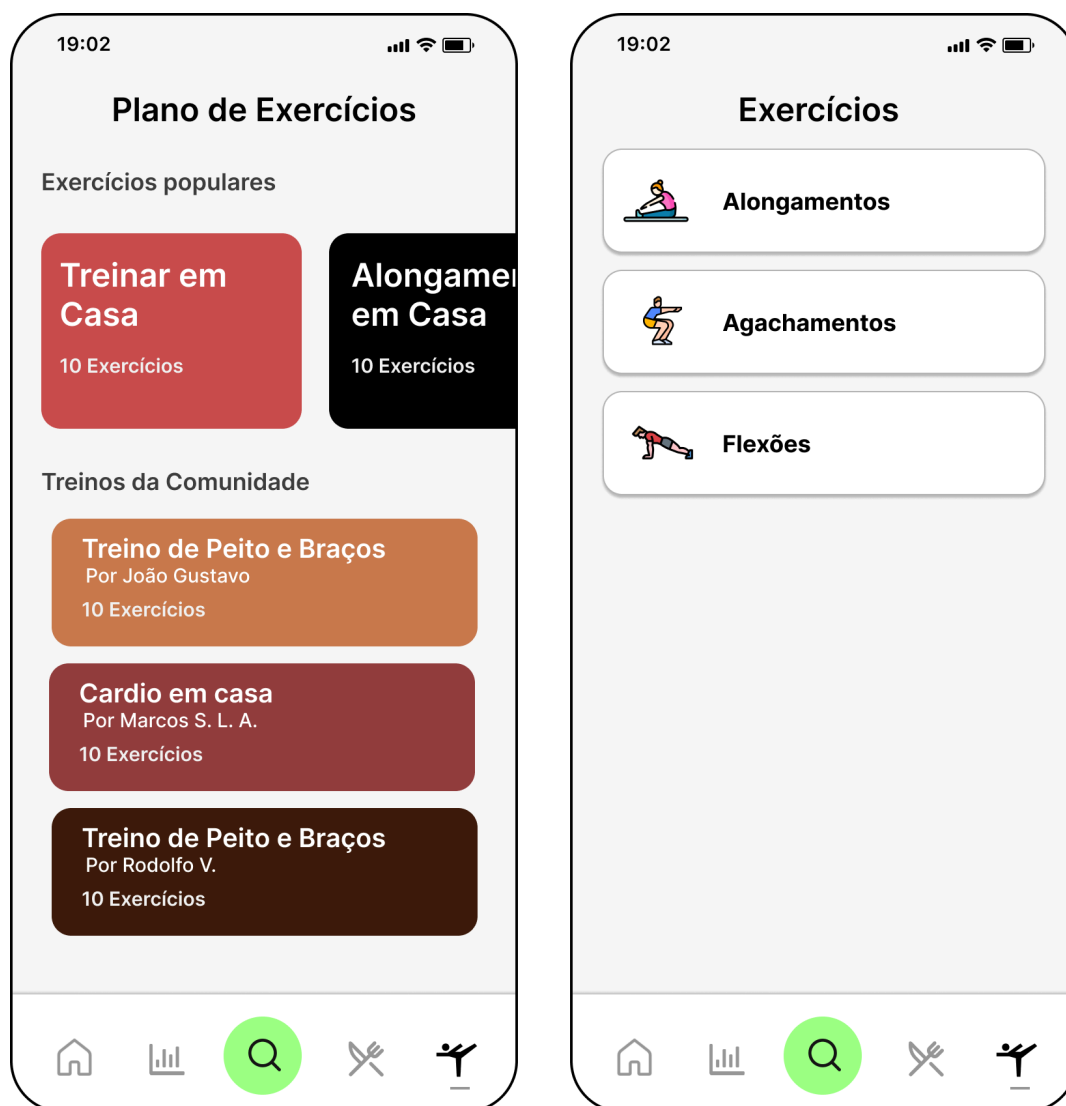 19:02
Plano de Exercícios
Exercícios populares
Treinar em
Casa
10 Exercícios
Alongamen
em Casa
10 Exercícios
Treinos da Comunidade
Treino de Peito e Braços
Por João Gustavo
10 Exercícios
Cardio em casa
Por Marcos S. L. A.
10 Exercícios
Treino de Peito e Braços
Por Rodolfo V.
10 Exercícios
19:02
Exercícios
Alongamentos
Agachamentos
Flexões